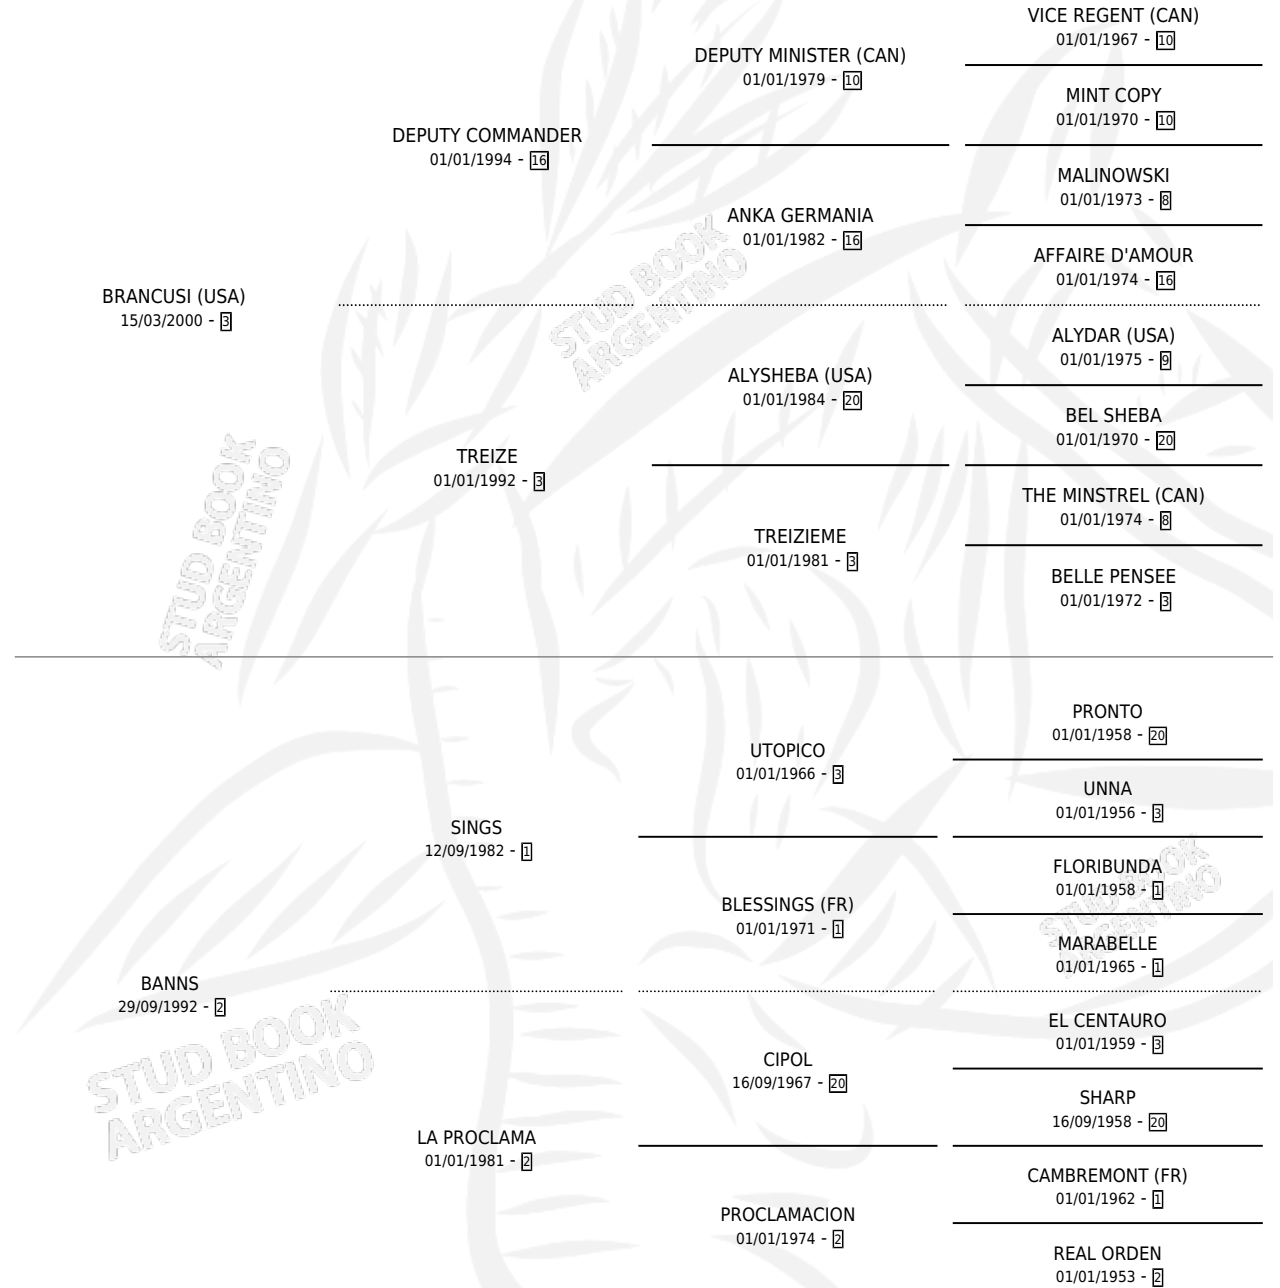 VICE REGENT (CAN)
01/01/1967 - 10
DEPUTY MINISTER (CAN)
01/01/1979 - 10
MINT COPY
01/01/1970 - 10
DEPUTY COMMANDER
01/01/1994 - 16
MALINOWSKI
01/01/1973 - 8
ANKA GERMANIA
01/01/1982 - 16
AFFAIRE D'AMOUR
01/01/1974 - 16
BRANCUSI (USA)
15/03/2000 - 3
ALYDAR (USA)
01/01/1975 - 9
ALYSHEBA (USA)
01/01/1984 - 20
BEL SHEBA
01/01/1970 - 20
TREIZE
01/01/1992 - 3
THE MINSTREL (CAN)
01/01/1974 - 8
TREIZIEME
01/01/1981 - 3
BELLE PENSEE
01/01/1972 - 3
PRONTO
01/01/1958 - 20
UTOPICO
01/01/1966 - 3
UNNA
01/01/1956 - 3
SINGS
12/09/1982 - 1
FLORIBUNDA
01/01/1958 - 1
BLESSINGS (FR)
01/01/1971 - 1
MARABELLE
01/01/1965 - 1
BANNS
29/09/1992 - 2
EL CENTAURO
01/01/1959 - 3
CIPOL
16/09/1967 - 20
SHARP
16/09/1958 - 20
LA PROCLAMA
01/01/1981 - 2
CAMBREMONT (FR)
01/01/1962 - 1
PROCLAMACION
01/01/1974 - 2
REAL ORDEN
01/01/1953 - 2
STUD BOOK
ARGENTINO
STUD BOOK
ARGENTINO
STUD BOOK
ARGENTINO
STUD BOOK
ARGENTINO